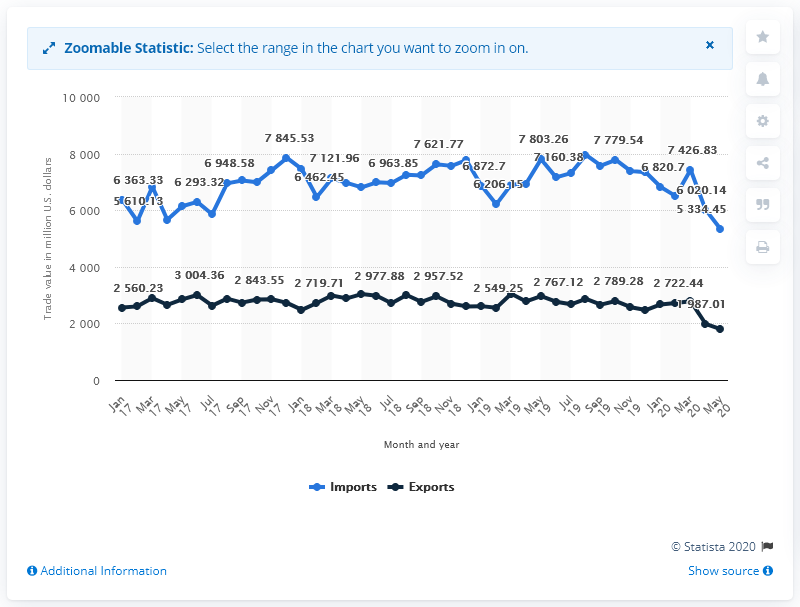 Zoomable Statistic: Select the range in the chart you want to zoom in on.
×
10 000
8 000
6 000
4 000
2 000
0
Trade value in million U.S. dollars
6 363.33
5 610.13
6 293.32
6 948.58
7 845.53
6 462.45
7 121.96
6 963.85
7 621.77
6 872.7
6 206.15
7 803.26
7 160.38
7 779.54
6 820.7
7 426.83
6 020.14
5 334.45
2 560.23
3 004.36
2 843.55
2 719.71
2 977.88
2 957.52
2 549.25
2 767.12
2 789.28
2 722.44
1 987.01
Jan 17
Mar 17
May 17
Jul 17
Sep 17
Nov 17
Jan 18
Mar 18
May 18
Jul 18
Sep 18
Nov 18
Jan 19
Mar 19
May 19
Jul 19
Sep 19
Nov 19
Jan 20
Mar 20
May 20
Month and year
Imports Exports
© Statista 2020
Additional Information
Show source